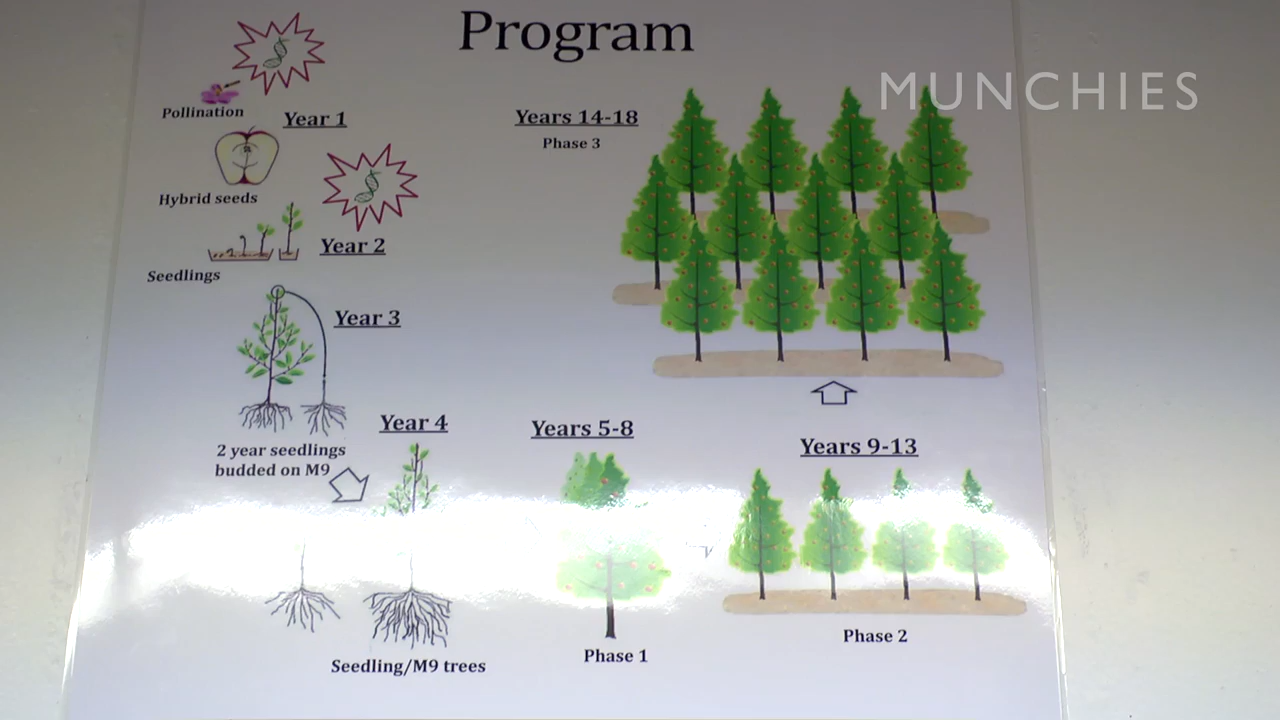 Program
MUNCHIES
Pollination
Year 1
Hybrid seeds
Year 2
Seedlings
Year 3
2 year seedlings
budded on M9
Year 4
Seedling/M9 trees
Years 5-8
Phase 1
Years 9-13
Phase 2
Years 14-18
Phase 3